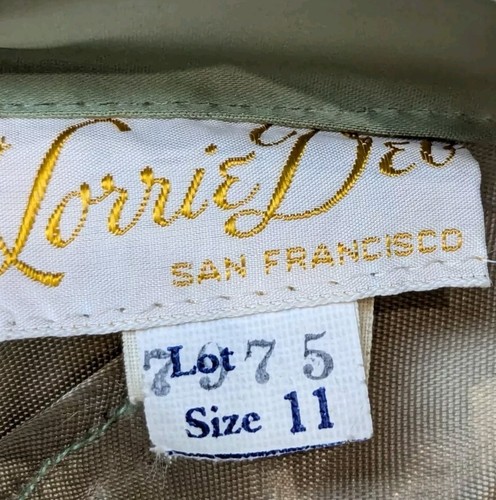 Lorrie Deb
SAN FRANCISCO
Lot 7975
Size 11